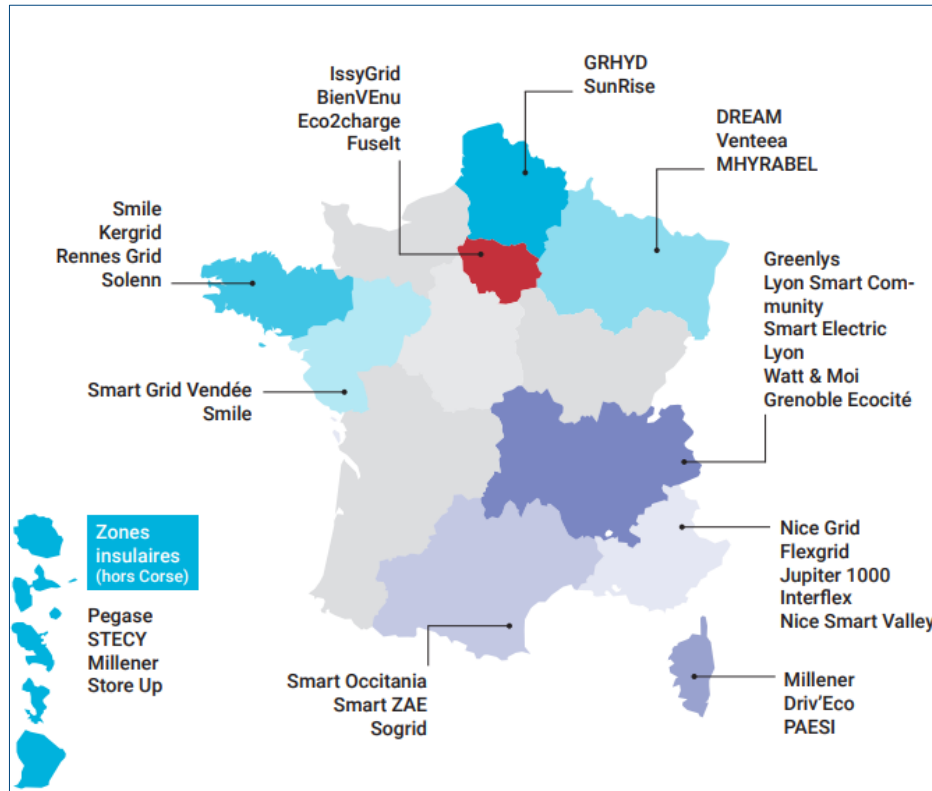 IssyGrid
BienVEnu
Eco2charge
FuseIt
GRHYD
SunRise
DREAM
Venteea
MHYRABEL
Smile
Kergrid
Rennes Grid
Solenn
Greenlys
Lyon Smart Com-
munity
Smart Electric
Lyon
Watt & Moi
Grenoble Ecocité
Smart Grid Vendée
Smile
Zones
insulaires
(hors Corse)
Pegase
STECY
Millener
Store Up
Nice Grid
Flexgrid
Jupiter 1000
Interflex
Nice Smart Valley
Smart Occitania
Smart ZAE
Sogrid
Millener
Driv’Eco
PAESI